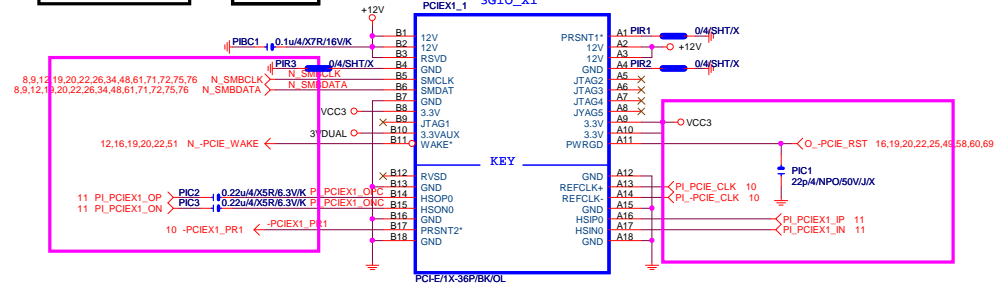 +12V
PCIEX1_1
PIBC1 0.1u/4/X7R/16V/K
PIR3 0/4/SHT/X
8,9,12,19,20,22,26,34,48,61,71,72,75,76 N_SMBCLK N_SMBCLK
8,9,12,19,20,22,26,34,48,61,71,72,75,76 N_SMBDATA N_SMBDATA
VCC3
3VDUAL
12,16,19,20,22,51 N_-PCIE_WAKE
11 PI_PCIEX1_OP PIC2 0.22u/4/X5R/6.3V/K PI_PCIEX1_OPC
11 PI_PCIEX1_ON PIC3 0.22u/4/X5R/6.3V/K PI_PCIEX1_ONC
10 -PCIEX1_PR1 -PCIEX1_PR1
B1 12V
B2 12V
B3 RSVD
B4 GND
B5 SMCLK
B6 SMDAT
B7 GND
B8 3.3V
B9 JTAG1
B10 3.3VAUX
B11 WAKE*
KEY
B12 RSVD
B13 GND
B14 HSOP0
B15 HSON0
B16 GND
B17 PRSNT2*
B18 GND
PRSNT1* A1
12V A2
12V A3
GND A4
JTAG2 A5
JTAG3 A6
JTAG4 A7
JYAG5 A8
3.3V A9
3.3V A10
PWRGD A11
GND A12
REFCLK+ A13
REFCLK- A14
GND A15
HSIP0 A16
HSIN0 A17
GND A18
PIR1 0/4/SHT/X
+12V
PIR2 0/4/SHT/X
VCC3
O_-PCIE_RST 16,19,20,22,25,49,58,60,69
PIC1
22p/4/NPO/50V/J/X
PI_PCIE_CLK 10
PI_-PCIE_CLK 10
PI_PCIEX1_IP 11
PI_PCIEX1_IN 11
PCI-E/1X-36P/BK/OL